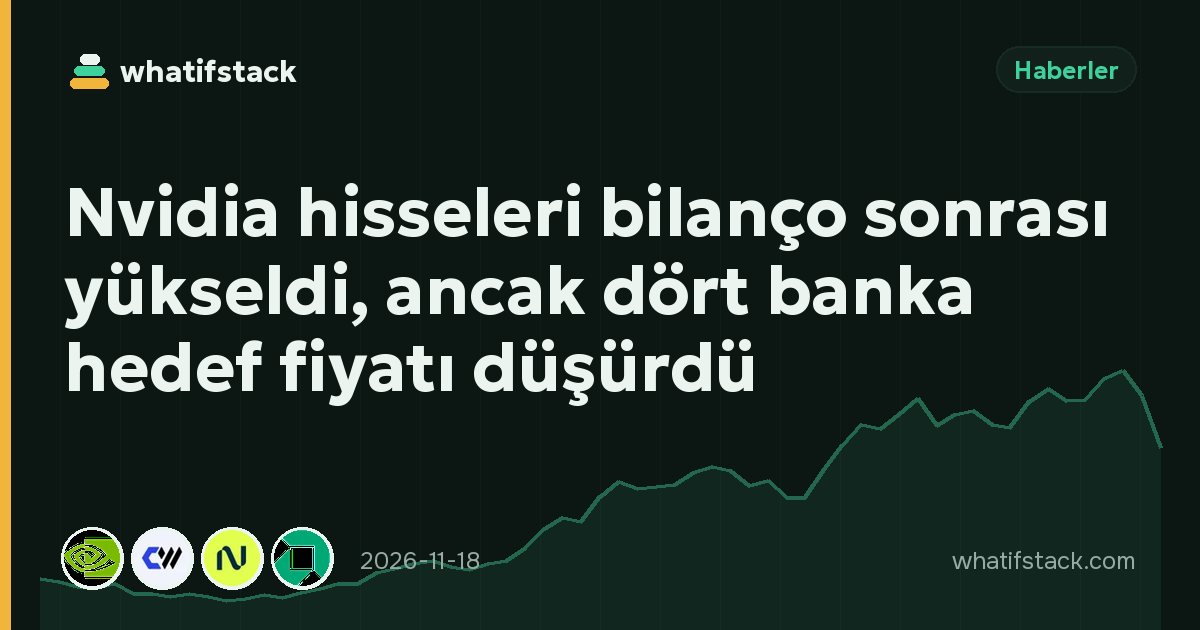 whatifstack
Haberler
Nvidia hisseleri bilanço sonrası
yükseldi, ancak dört banka
hedef fiyatı düşürdü
2026-11-18
whatifstack.com